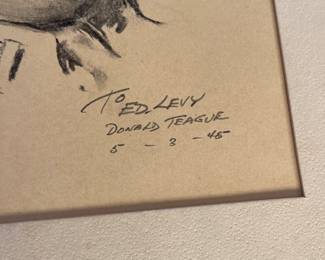 To
ED. LEVY
DONALD TEAGUE
5 - 3 - 45